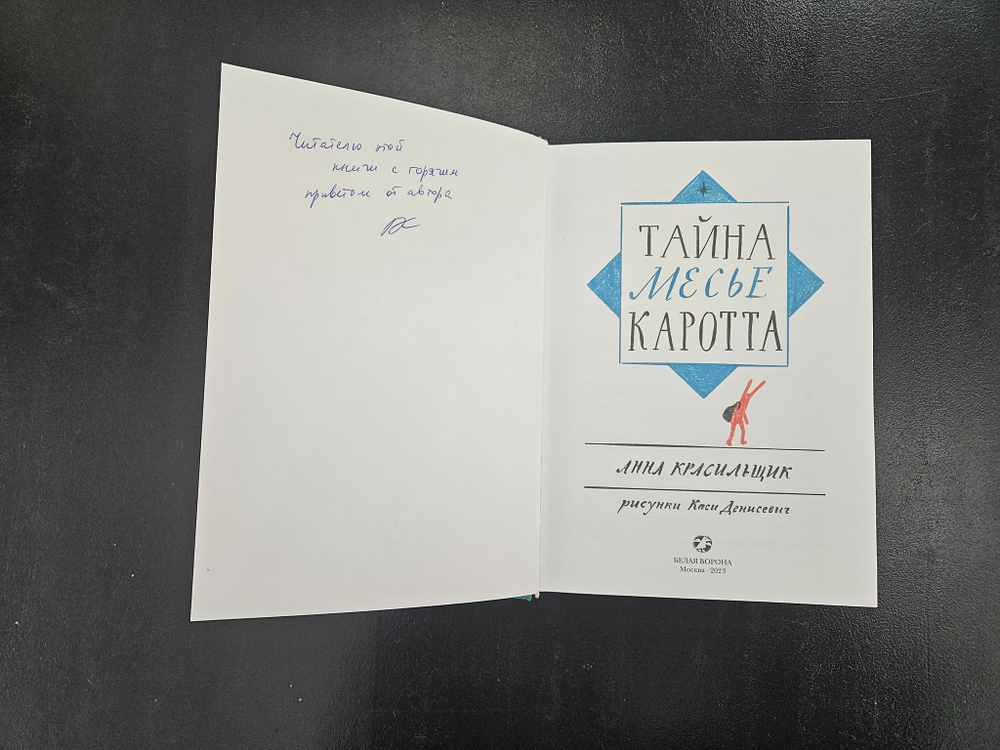 Читателю этой
книги с горячим
приветом от автора
ТАЙНА
МЕСЬЕ
КАРОТТА
АННА КРАСИЛЬЩИК
рисунки Каси Денисевич
БЕЛАЯ ВОРОНА
Москва · 2023